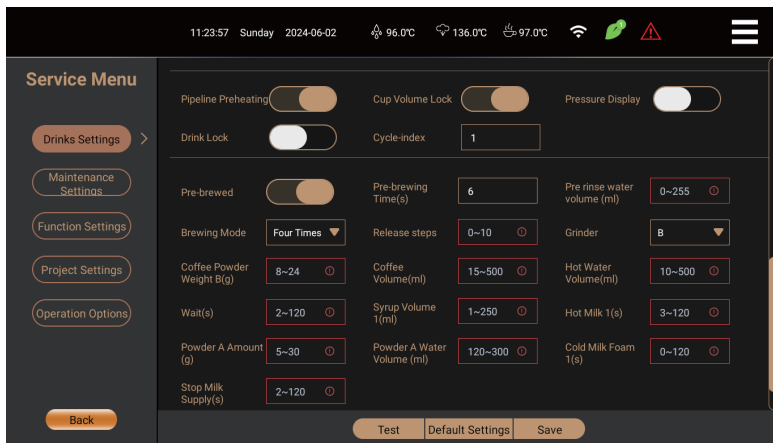 11:23:57 Sunday 2024-06-02 96.0℃ 136.0℃ 97.0℃ 1
Service Menu
Drinks Settings
Maintenance
Settings
Function Settings
Project Settings
Operation Options
Back
Pipeline Preheating Cup Volume Lock Pressure Display
Drink Lock Cycle-index 1
Pre-brewed Pre-brewing
Time(s) 6 Pre rinse water
volume (ml) 0~255
Brewing Mode Four Times Release steps 0~10 Grinder B
Coffee Powder
Weight B(g) 8~24 Coffee
Volume(ml) 15~500 Hot Water
Volume(ml) 10~500
Wait(s) 2~120 Syrup Volume
1(ml) 1~250 Hot Milk 1(s) 3~120
Powder A Amount
(g) 5~30 Powder A Water
Volume (ml) 120~300 Cold Milk Foam
1(s) 0~120
Stop Milk
Supply(s) 2~120
Test Default Settings Save